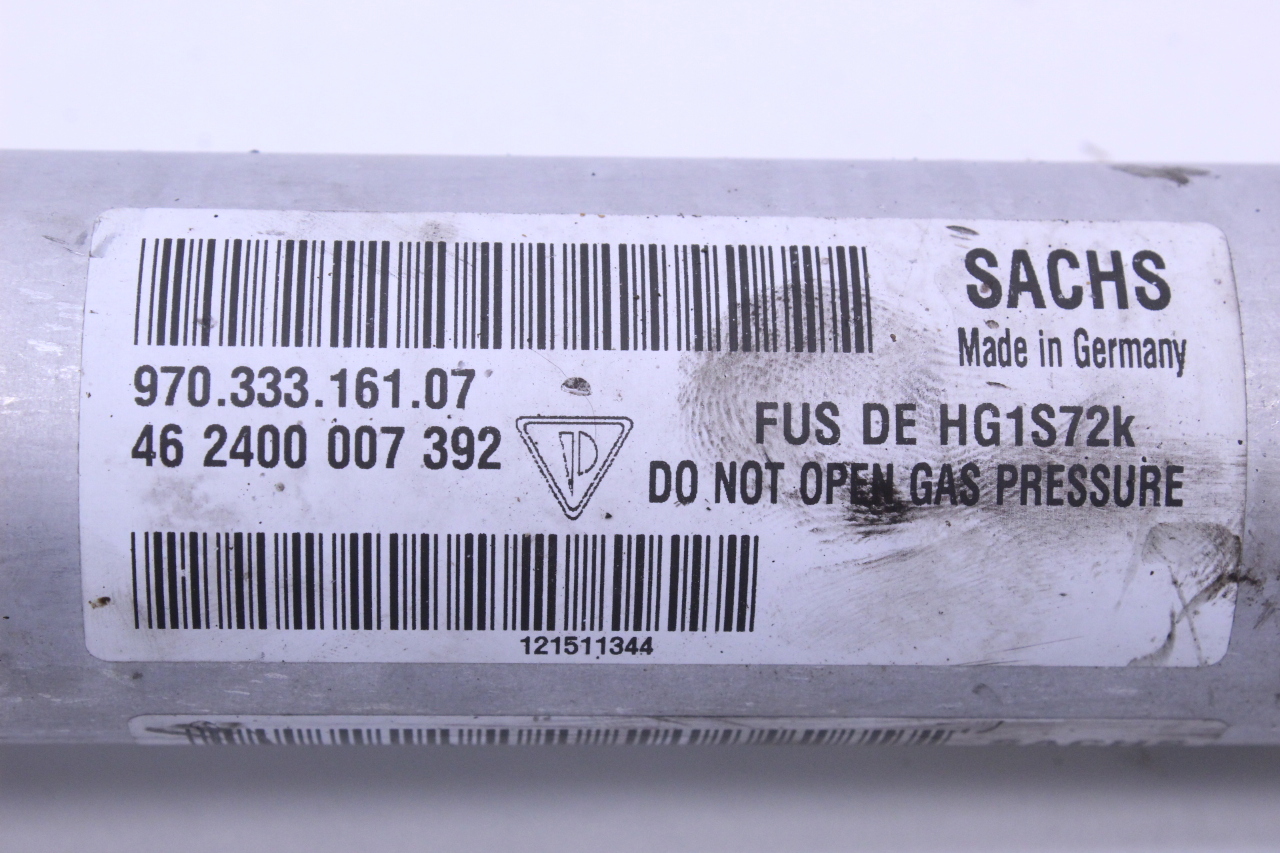 SACHS
Made in Germany
970.333.161.07
46 2400 007 392
FUS DE HG1S72k
DO NOT OPEN GAS PRESSURE
121511344